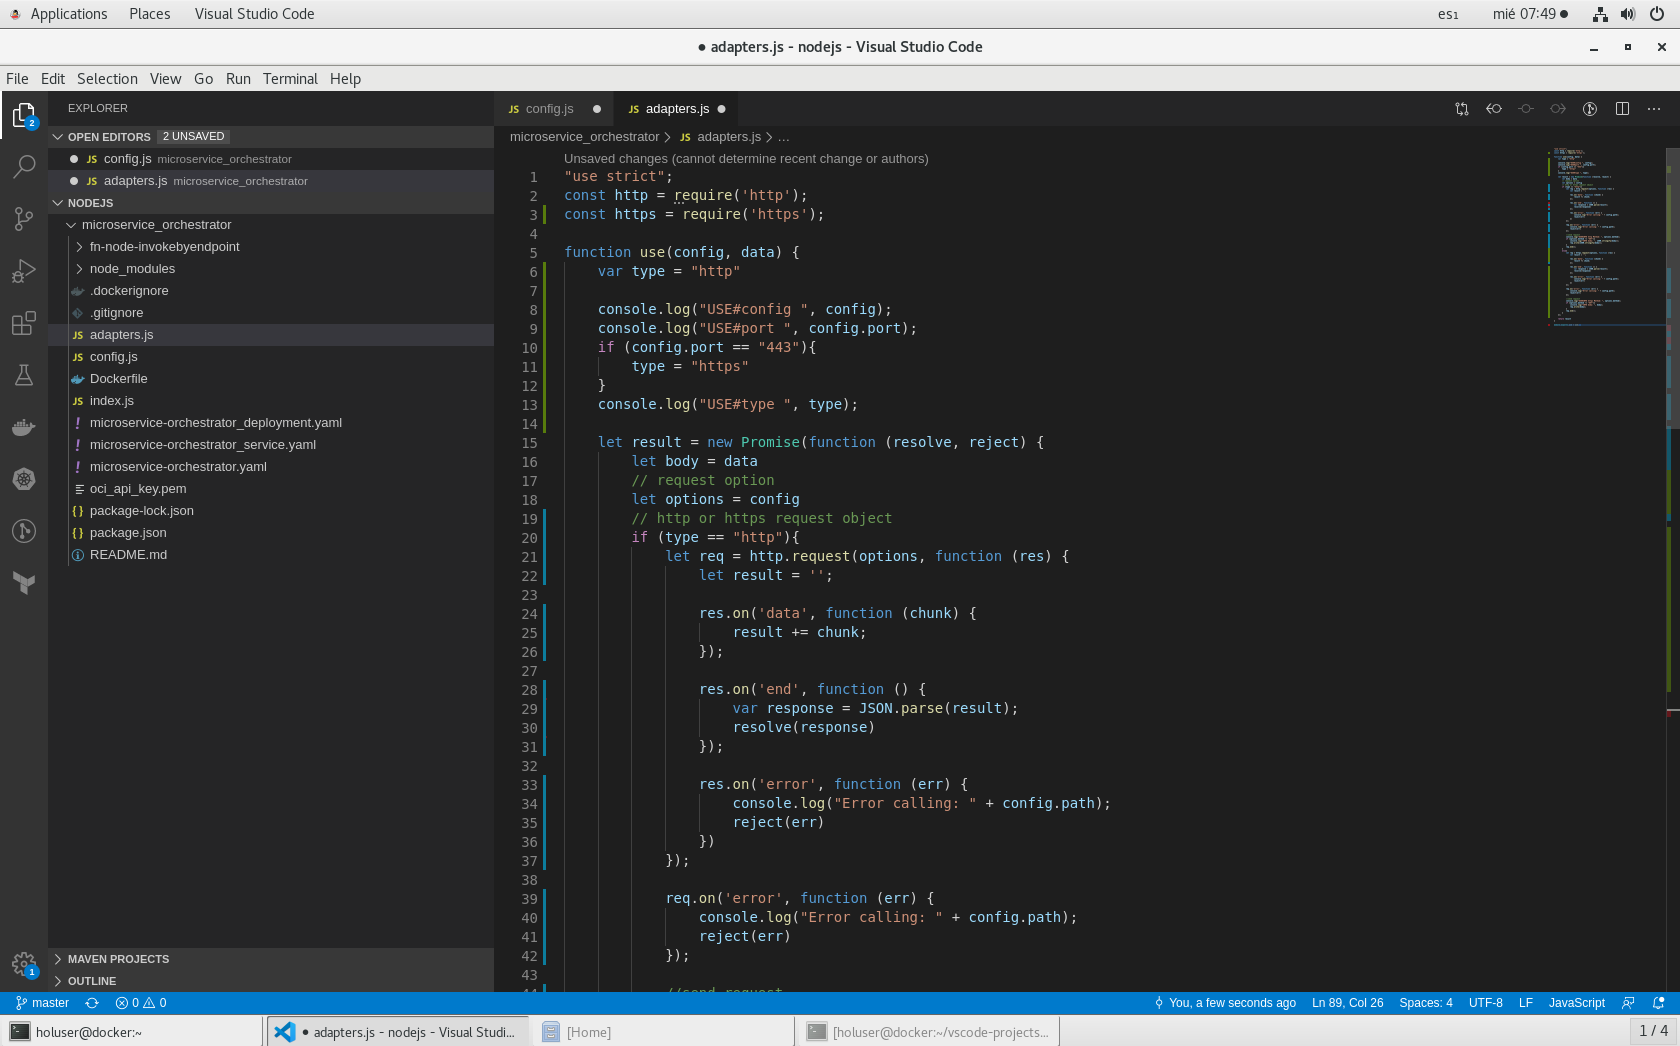 Applications Places Visual Studio Code es1 mié 07:49
● adapters.js - nodejs - Visual Studio Code
File Edit Selection View Go Run Terminal Help
EXPLORER
OPEN EDITORS 2 UNSAVED
JS config.js microservice_orchestrator
JS adapters.js microservice_orchestrator
NODEJS
microservice_orchestrator
fn-node-invokebyendpoint
node_modules
.dockerignore
.gitignore
JS adapters.js
JS config.js
Dockerfile
JS index.js
! microservice-orchestrator_deployment.yaml
! microservice-orchestrator_service.yaml
! microservice-orchestrator.yaml
oci_api_key.pem
{} package-lock.json
{} package.json
README.md
MAVEN PROJECTS
OUTLINE
2
1
JS config.js ● JS adapters.js ●
microservice_orchestrator > JS adapters.js > ...
Unsaved changes (cannot determine recent change or authors)
1 "use strict";
2 const http = require('http');
3 const https = require('https');
4
5 function use(config, data) {
6 var type = "http"
7
8 console.log("USE#config ", config);
9 console.log("USE#port ", config.port);
10 if (config.port == "443"){
11 type = "https"
12 }
13 console.log("USE#type ", type);
14
15 let result = new Promise(function (resolve, reject) {
16 let body = data
17 // request option
18 let options = config
19 // http or https request object
20 if (type == "http"){
21 let req = http.request(options, function (res) {
22 let result = '';
23
24 res.on('data', function (chunk) {
25 result += chunk;
26 });
27
28 res.on('end', function () {
29 var response = JSON.parse(result);
30 resolve(response)
31 });
32
33 res.on('error', function (err) {
34 console.log("Error calling: " + config.path);
35 reject(err)
36 })
37 });
38
39 req.on('error', function (err) {
40 console.log("Error calling: " + config.path);
41 reject(err)
42 });
43
44 //send request
master 0 0 You, a few seconds ago Ln 89, Col 26 Spaces: 4 UTF-8 LF JavaScript
holuser@docker:~ ● adapters.js - nodejs - Visual Studi... [Home] [holuser@docker:~/vscode-projects... 1 / 4